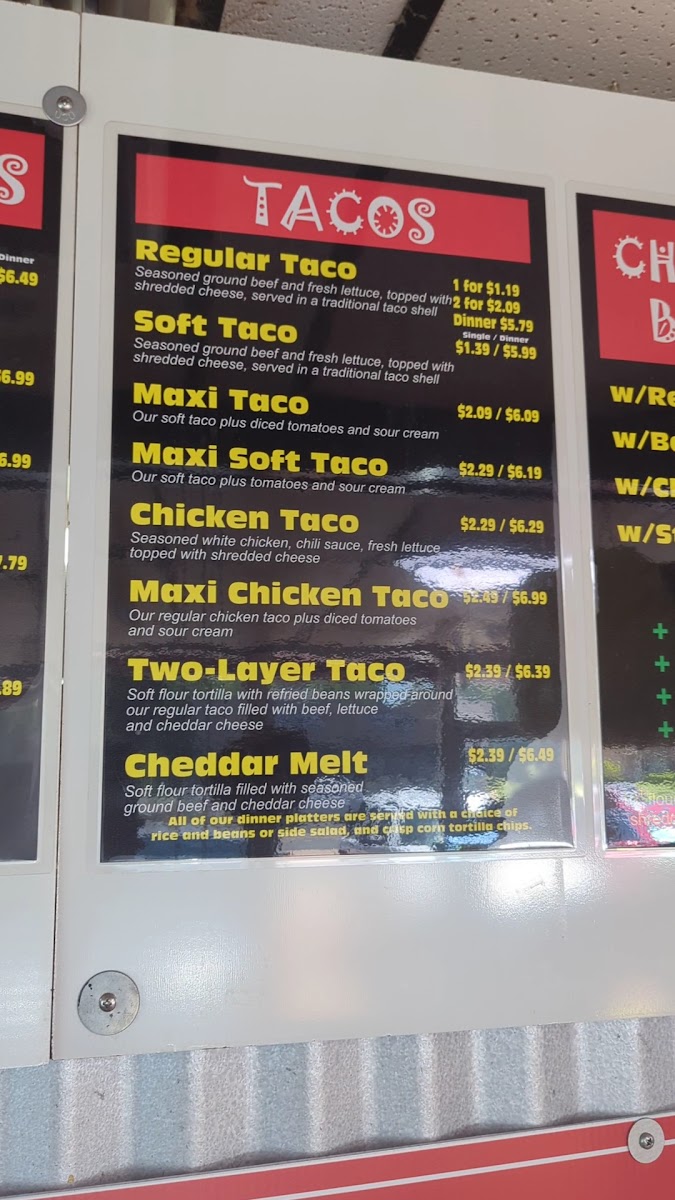 S
Dinner
$6.49
$6.99
6.99
.79
.89
TACOS
Regular Taco
Seasoned ground beef and fresh lettuce, topped with
shredded cheese, served in a traditional taco shell
1 for $1.19
2 for $2.09
Dinner $5.79
Soft Taco
Seasoned ground beef and fresh lettuce, topped with
shredded cheese, served in a traditional taco shell
Single / Dinner
$1.39 / $5.99
Maxi Taco
Our soft taco plus diced tomatoes and sour cream
$2.09 / $6.09
Maxi Soft Taco
Our soft taco plus tomatoes and sour cream
$2.29 / $6.19
Chicken Taco
Seasoned white chicken, chili sauce, fresh lettuce
topped with shredded cheese
$2.29 / $6.29
Maxi Chicken Taco
Our regular chicken taco plus diced tomatoes
and sour cream
$2.49 / $6.99
Two-Layer Taco
Soft flour tortilla with refried beans wrapped around
our regular taco filled with beef, lettuce
and cheddar cheese
$2.39 / $6.39
Cheddar Melt
Soft flour tortilla filled with seasoned
ground beef and cheddar cheese
$2.39 / $6.49
All of our dinner platters are served with a choice of
rice and beans or side salad, and crisp corn tortilla chips.
CH
B
w/Re
w/Be
w/Ch
w/St
+
+
+
+
flou
shred